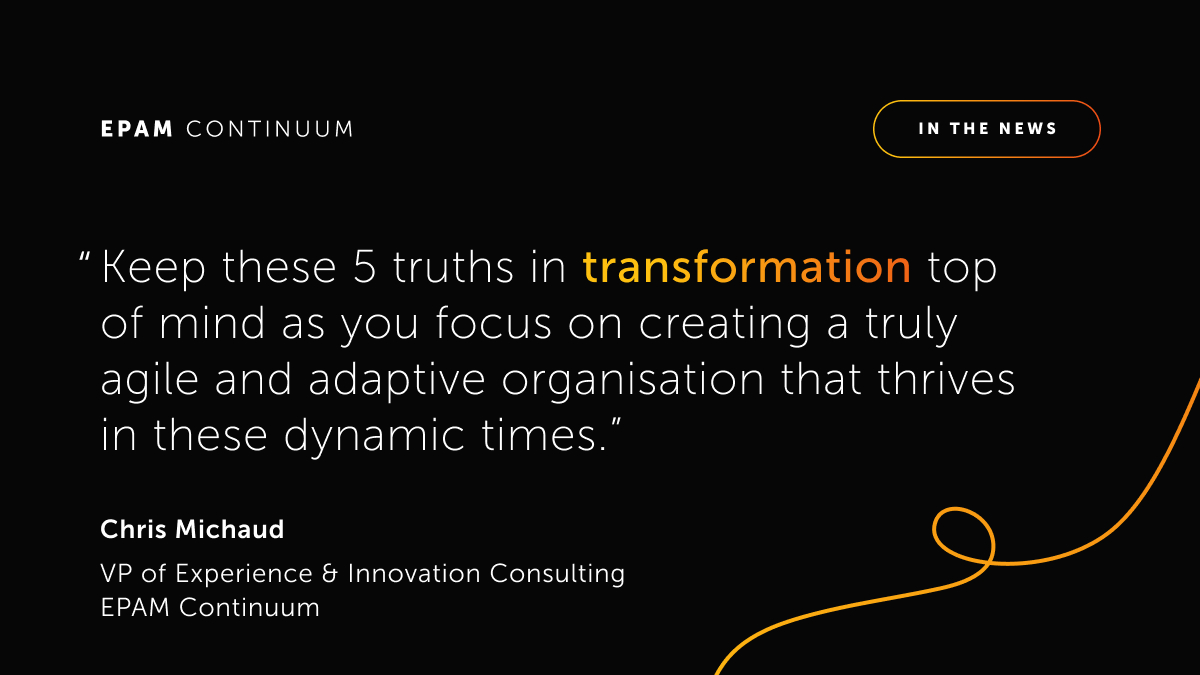 EPAM CONTINUUM
IN THE NEWS
“Keep these 5 truths in transformation top
of mind as you focus on creating a truly
agile and adaptive organisation that thrives
in these dynamic times.”
Chris Michaud
VP of Experience & Innovation Consulting
EPAM Continuum